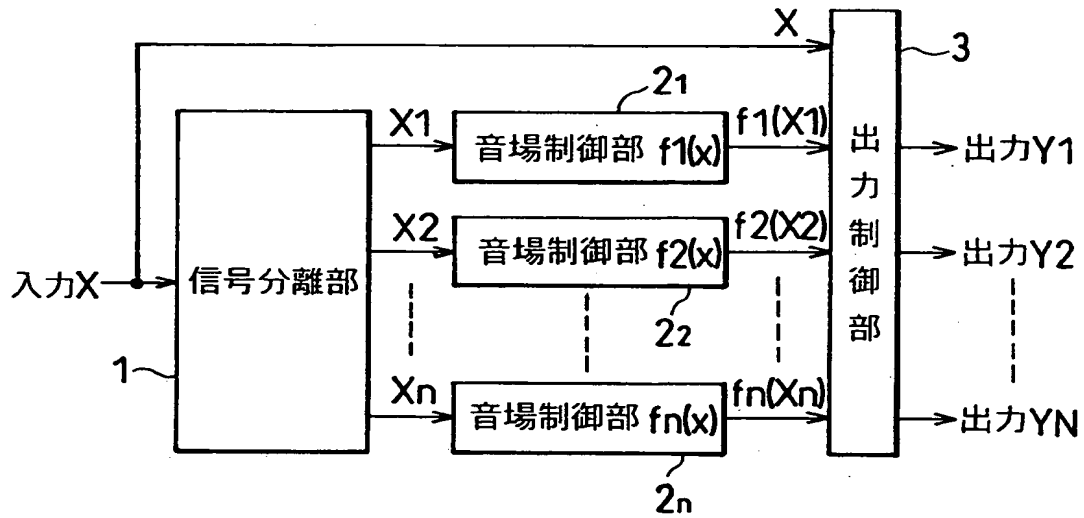 X
3
2₁
X1
音場制御部 f1(x)
f1(X1)
出力Y1
X2
音場制御部 f2(x)
f2(X2)
出力Y2
2₂
入力X
信号分離部
1
出力制御部
Xn
音場制御部 fn(x)
fn(Xn)
出力YN
2n